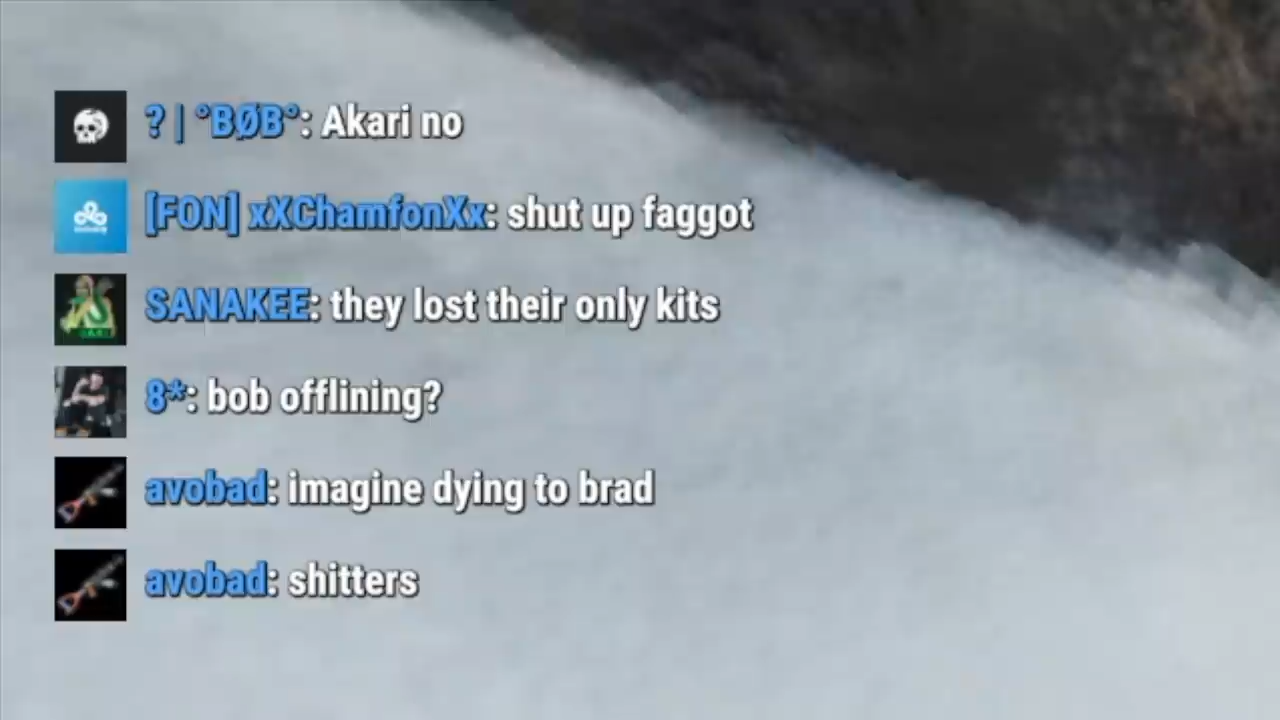 ? | °BØB°: Akari no
[FON] xXChamfonXx: shut up faggot
SANAKEE: they lost their only kits
8*: bob offlining?
avobad: imagine dying to brad
avobad: shitters